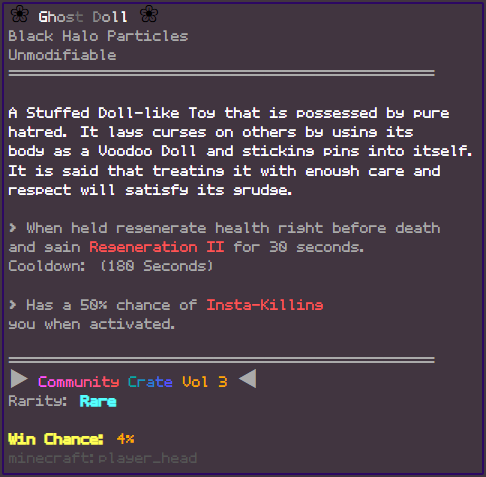 ❀ Ghost Doll ❀
Black Halo Particles
Unmodifiable
A Stuffed Doll-like Toy that is possessed by pure
hatred. It lays curses on others by using its
body as a Voodoo Doll and sticking pins into itself.
It is said that treating it with enough care and
respect will satisfy its grudge.
> When held regenerate health right before death
and gain Regeneration II for 30 seconds.
Cooldown: (180 Seconds)
> Has a 50% chance of Insta-Killing
you when activated.
▶ Community Crate Vol 3 ◀
Rarity: Rare
Win Chance: 4%
minecraft:player_head